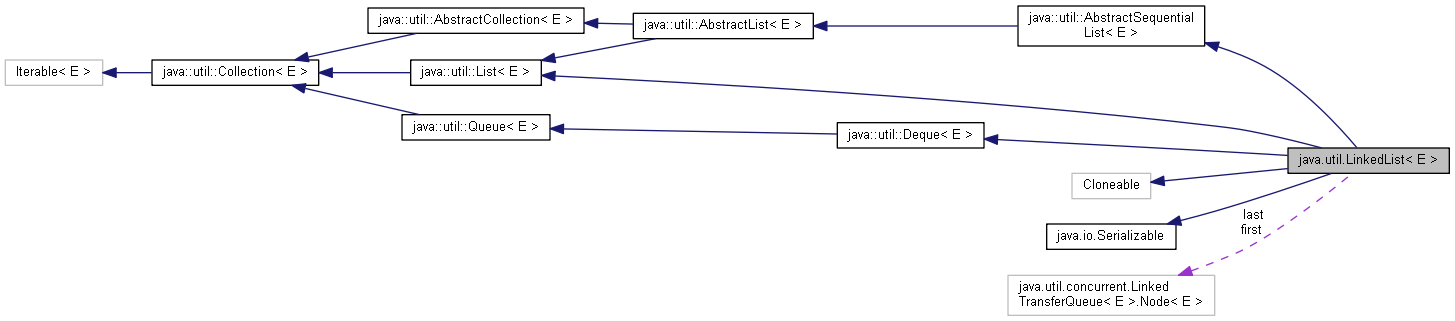 java::util::AbstractCollection< E >
java::util::AbstractList< E >
java::util::AbstractSequential
List< E >
Iterable< E >
java::util::Collection< E >
java::util::List< E >
java::util::Queue< E >
java::util::Deque< E >
java.util.LinkedList< E >
Cloneable
java.io.Serializable
last
first
java.util.concurrent.Linked
TransferQueue< E >.Node< E >